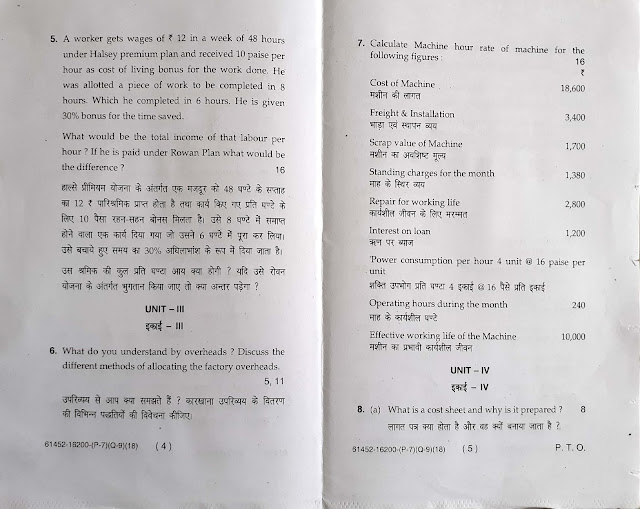 5. A worker gets wages of ₹ 12 in a week of 48 hours
under Halsey premium plan and received 10 paise per
hour as cost of living bonus for the work done. He
was allotted a piece of work to be completed in 8
hours. Which he completed in 6 hours. He is given
30% bonus for the time saved.
What would be the total income of that labour per
hour ? If he is paid under Rowan Plan what would be
the difference ? 16
हाल्से प्रीमियम योजना के अंतर्गत एक मजदूर को 48 घण्टे के सप्ताह
का 12 ₹ पारिश्रमिक प्राप्त होता है तथा कार्य किए गए प्रति घण्टे के
लिए 10 पैसा रहन-सहन बोनस मिलता है। उसे 8 घण्टे में समाप्त
होने वाला एक कार्य दिया गया जो उसने 6 घण्टे में पूरा कर लिया।
उसे बचाये हुए समय का 30% अधिलाभांश के रूप में दिया जाता है।
उस श्रमिक की कुल प्रति घण्टा आय क्या होगी ? यदि उसे रोवन
योजना के अंतर्गत भुगतान किया जाए तो क्या अन्तर पड़ेगा ?
UNIT – III
इकाई – III
6. What do you understand by overheads ? Discuss the
different methods of allocating the factory overheads.
5, 11
उपरिव्यय से आप क्या समझते हैं ? कारखाना उपरिव्यय के वितरण
की विभिन्न पद्धतियों की विवेचना कीजिए।
61452-16200-(P-7)(Q-9)(18) ( 4 )
7. Calculate Machine hour rate of machine for the
following figures : 16
₹
Cost of Machine 18,600
मशीन की लागत
Freight & Installation 3,400
भाड़ा एवं स्थापन व्यय
Scrap value of Machine 1,700
मशीन का अवशिष्ट मूल्य
Standing charges for the month 1,380
माह के स्थिर व्यय
Repair for working life 2,800
कार्यशील जीवन के लिए मरम्मत
Interest on loan 1,200
ऋण पर ब्याज
Power consumption per hour 4 unit @ 16 paise per
unit
शक्ति उपभोग प्रति घण्टा 4 इकाई @ 16 पैसे प्रति इकाई
Operating hours during the month 240
माह के कार्यशील घण्टे
Effective working life of the Machine 10,000
मशीन का प्रभावी कार्यशील जीवन
UNIT – IV
इकाई – IV
8. (a) What is a cost sheet and why is it prepared ? 8
लागत पत्र क्या होता है और वह क्यों बनाया जाता है ?
61452-16200-(P-7)(Q-9)(18) ( 5 ) P. T. O.